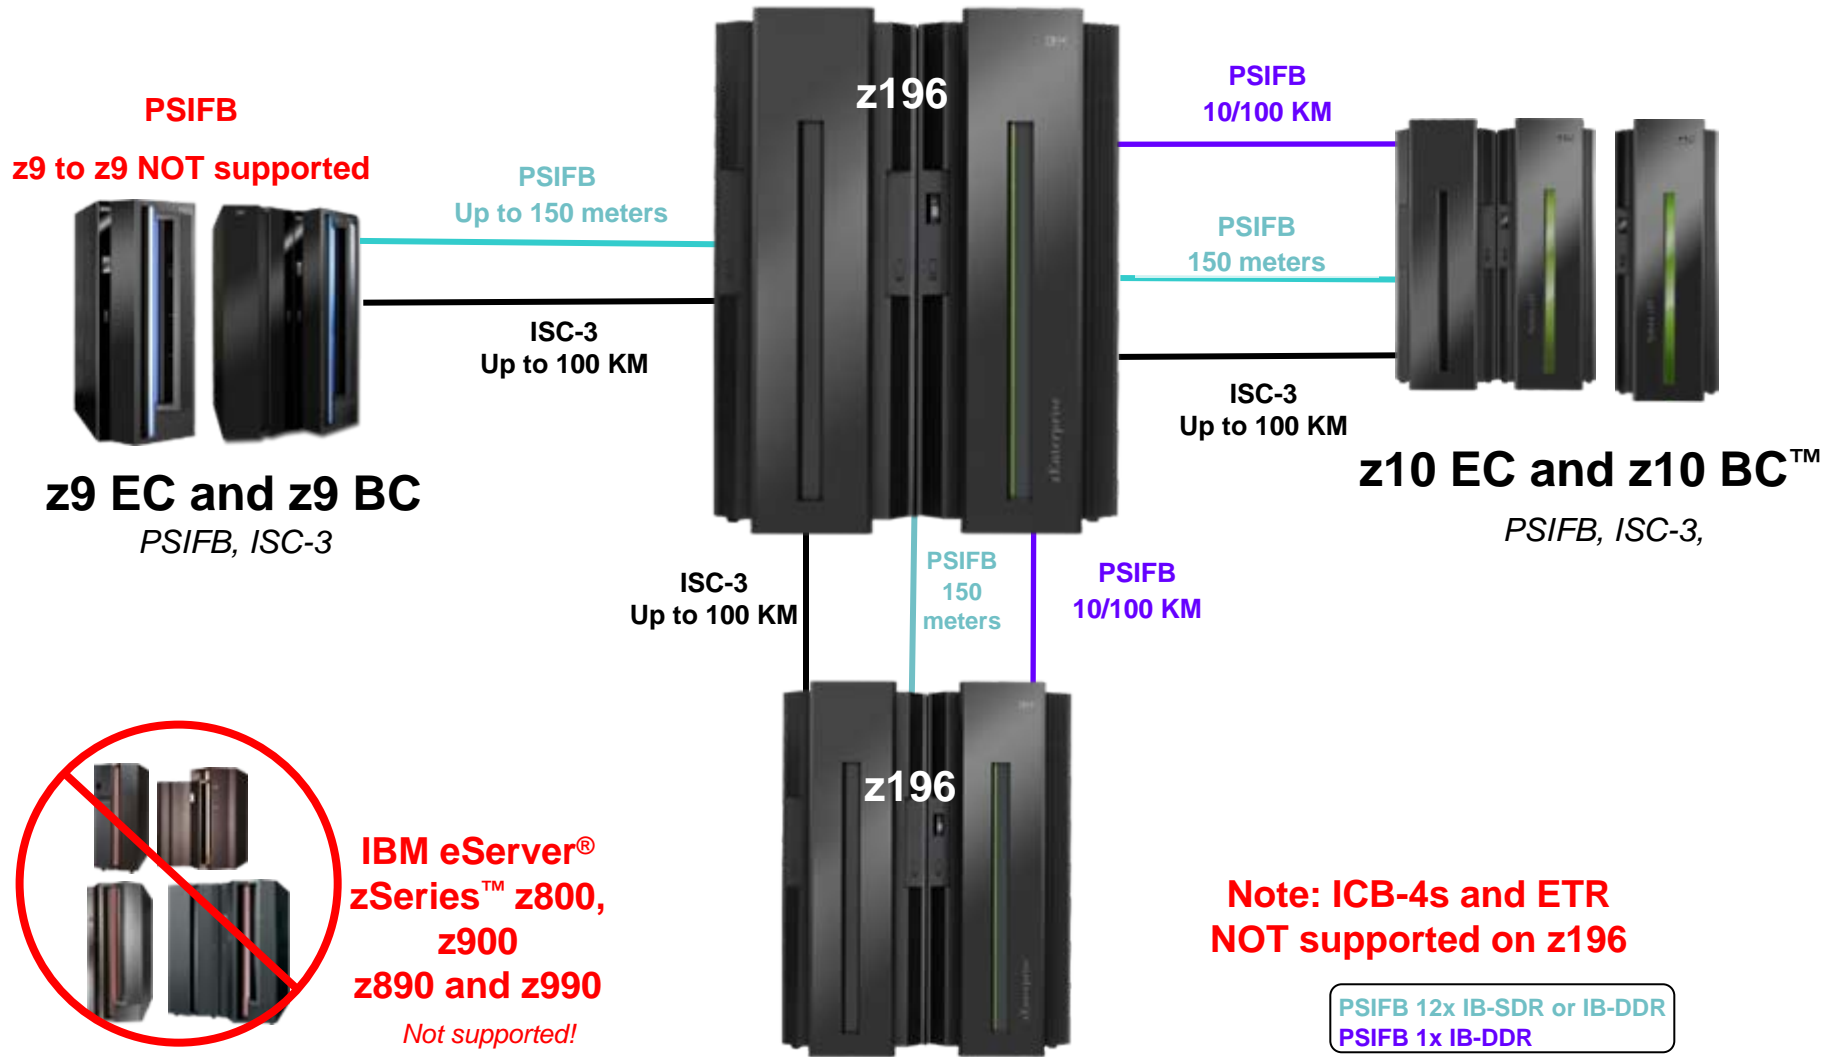 z196
PSIFB
z9 to z9 NOT supported
PSIFB
Up to 150 meters
ISC-3
Up to 100 KM
z9 EC and z9 BC
PSIFB, ISC-3
PSIFB
10/100 KM
PSIFB
150 meters
ISC-3
Up to 100 KM
z10 EC and z10 BC™
PSIFB, ISC-3,
zEnterprise
ISC-3
Up to 100 KM
PSIFB
150
meters
PSIFB
10/100 KM
z196
zEnterprise
IBM eServer®
zSeries™ z800,
z900
z890 and z990
Not supported!
Note: ICB-4s and ETR
NOT supported on z196
PSIFB 12x IB-SDR or IB-DDR
PSIFB 1x IB-DDR